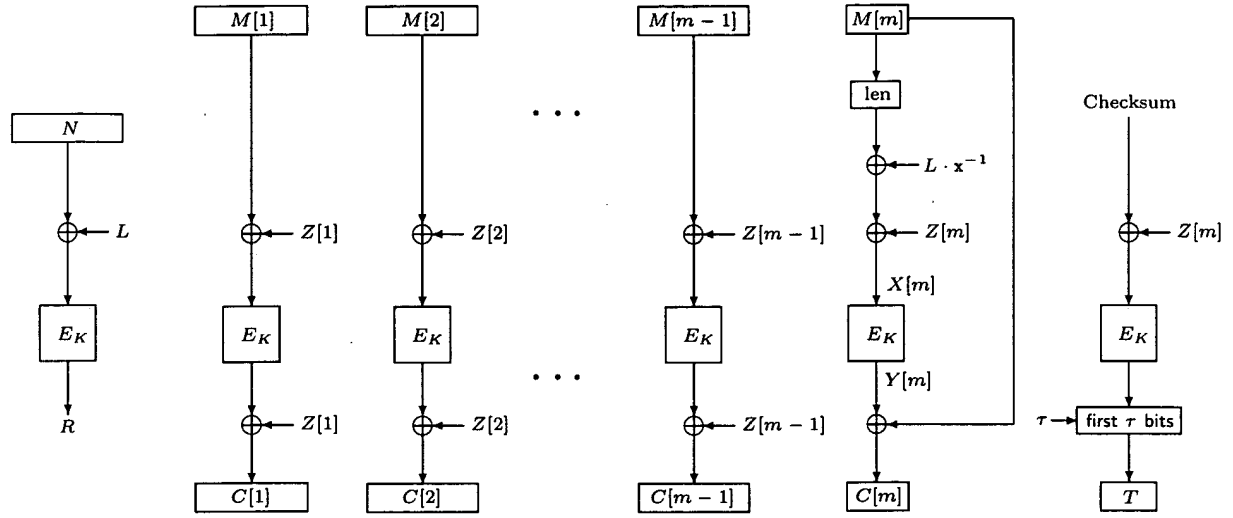 M[1] M[2] M[m − 1] M[m]
len
· · ·
Checksum
N
L · x⁻¹
L Z[1] Z[2] Z[m − 1] Z[m] Z[m]
X[m]
E_K E_K E_K E_K E_K E_K
· · ·
Y[m]
R Z[1] Z[2] Z[m − 1] τ first τ bits
C[1] C[2] C[m − 1] C[m] T